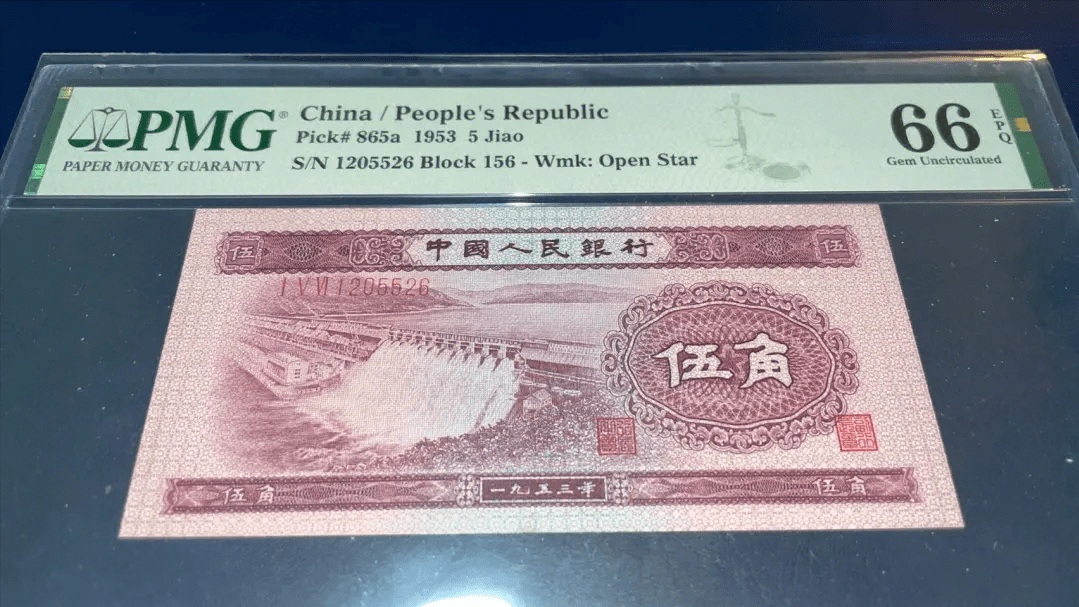 PMG®
PAPER MONEY GUARANTY
China / People's Republic
Pick# 865a 1953 5 Jiao
S/N 1205526 Block 156 - Wmk: Open Star
66 EPQ
Gem Uncirculated
伍 中國人民銀行 伍
I V VI 1205526
伍角
伍角 一九五三年 伍角